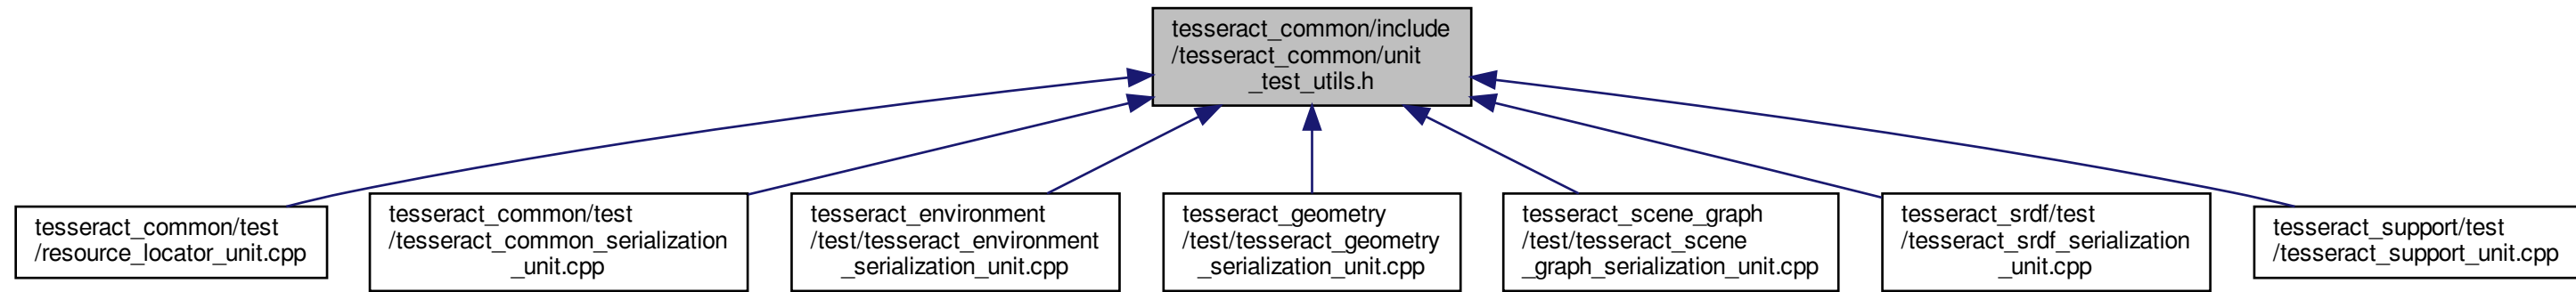 tesseract_common/include
/tesseract_common/unit
_test_utils.h
tesseract_common/test
/resource_locator_unit.cpp
tesseract_common/test
/tesseract_common_serialization
_unit.cpp
tesseract_environment
/test/tesseract_environment
_serialization_unit.cpp
tesseract_geometry
/test/tesseract_geometry
_serialization_unit.cpp
tesseract_scene_graph
/test/tesseract_scene
_graph_serialization_unit.cpp
tesseract_srdf/test
/tesseract_srdf_serialization
_unit.cpp
tesseract_support/test
/tesseract_support_unit.cpp